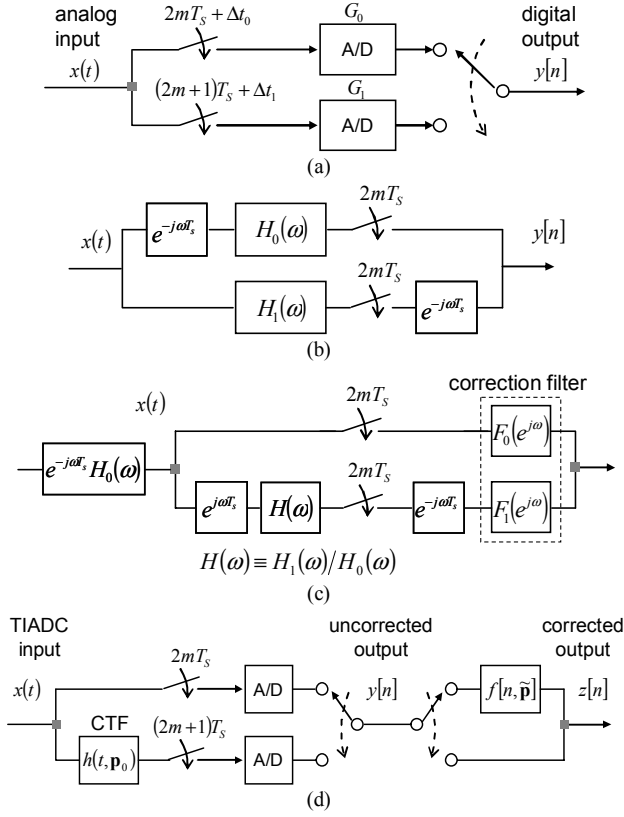 analog input
2mT_S + Δt_0
G_0
digital output
x(t)
A/D
y[n]
(2m+1)T_S + Δt_1
G_1
A/D
(a)
2mT_S
x(t)
e^{-jωT_s}
H_0(ω)
y[n]
2mT_S
H_1(ω)
e^{-jωT_s}
(b)
correction filter
x(t)
2mT_S
F_0(e^{jω})
e^{-jωT_s} H_0(ω)
2mT_S
e^{jωT_s}
H(ω)
e^{-jωT_s}
F_1(e^{jω})
H(ω) ≡ H_1(ω)/H_0(ω)
(c)
TIADC input
uncorrected output
corrected output
2mT_S
x(t)
A/D
y[n]
f[n, p̃]
z[n]
CTF
(2m+1)T_S
h(t, p_0)
A/D
(d)